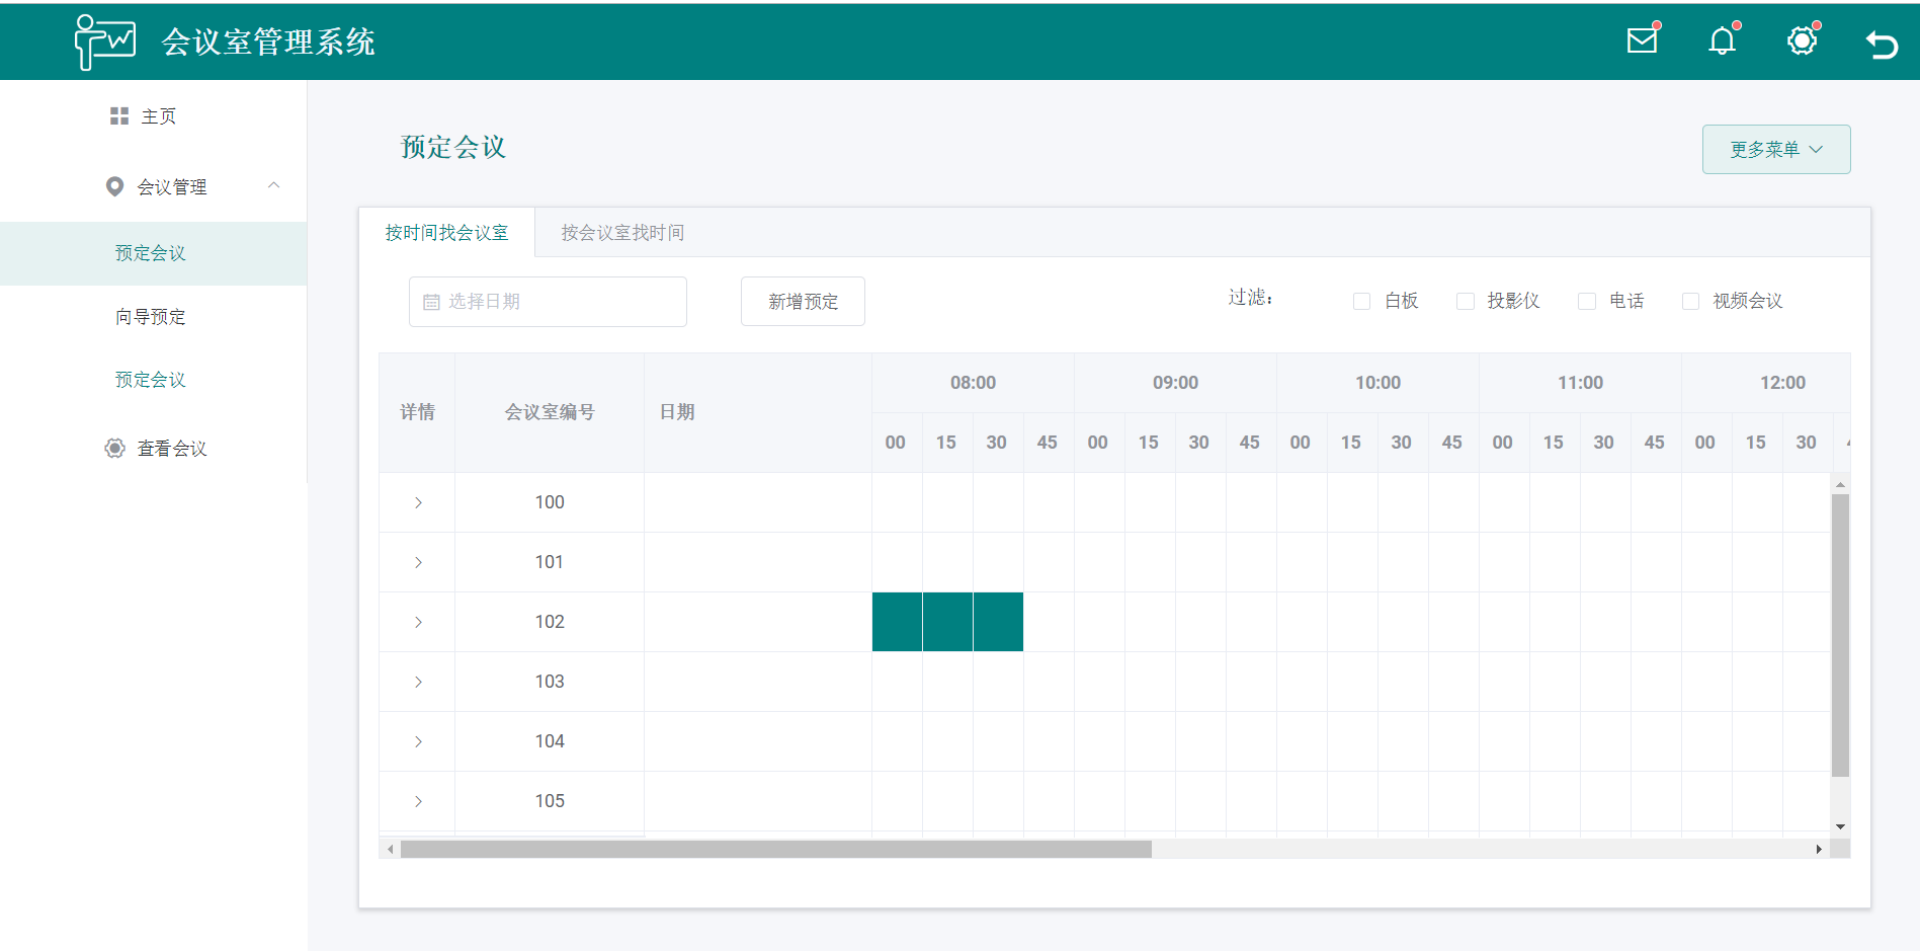 会议室管理系统
主页
会议管理
预定会议
向导预定
预定会议
查看会议
预定会议
更多菜单
按时间找会议室 按会议室找时间
选择日期 新增预定 过滤: 白板 投影仪 电话 视频会议
详情 会议室编号 日期
08:00 09:00 10:00 11:00 12:00
00 15 30 45 00 15 30 45 00 15 30 45 00 15 30 45 00 15 30
100
101
102
103
104
105